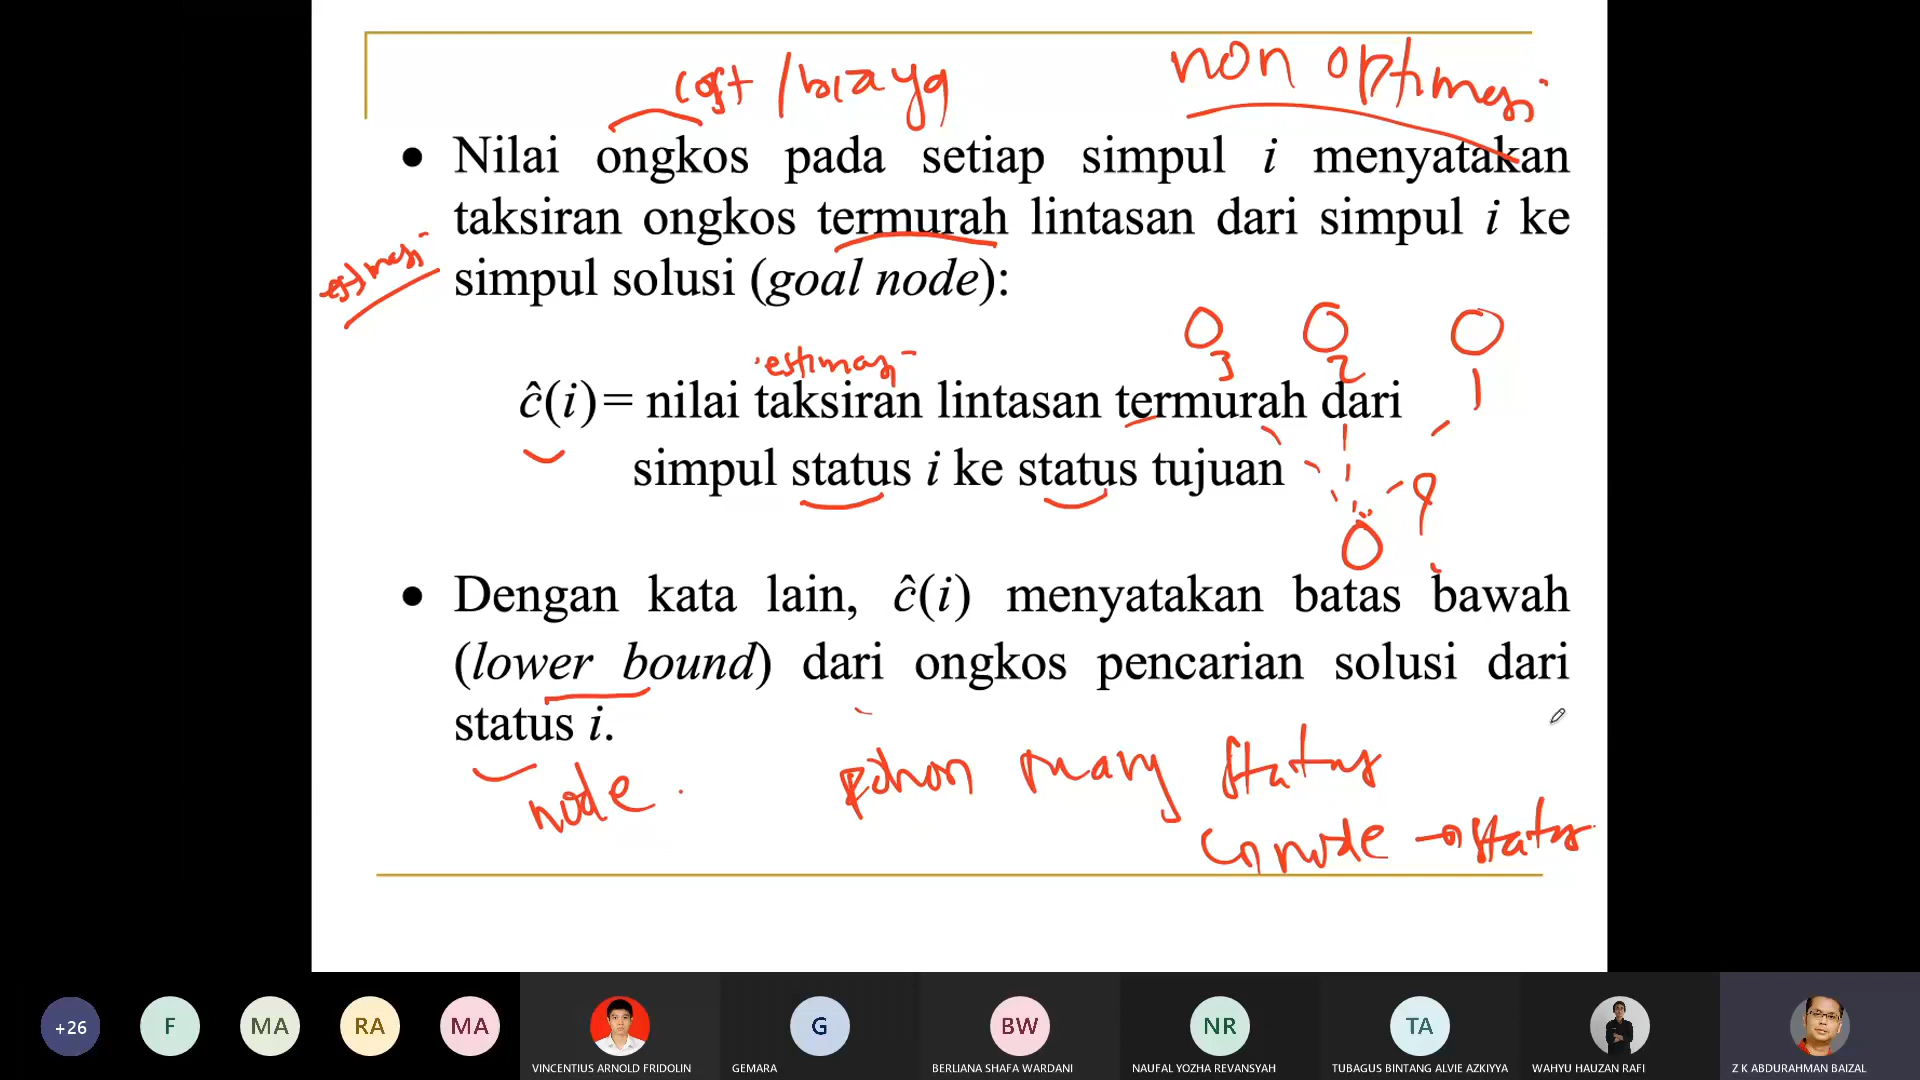 cost / biaya
non optimasi
• Nilai ongkos pada setiap simpul i menyatakan
taksiran ongkos termurah lintasan dari simpul i ke
estimasi
simpul solusi (goal node):
3 2 1
estimasi
ĉ(i) = nilai taksiran lintasan termurah dari
simpul status i ke status tujuan
• Dengan kata lain, ĉ(i) menyatakan batas bawah
(lower bound) dari ongkos pencarian solusi dari
status i.
node
pohon ruang status
node → status
+26
F
MA
RA
MA
VINCENTIUS ARNOLD FRIDOLIN
G
GEMARA
BW
BERLIANA SHAFA WARDANI
NR
NAUFAL YOZHA REVANSYAH
TA
TUBAGUS BINTANG ALVIE AZKIYYA
WAHYU HAUZAN RAFI
Z K ABDURAHMAN BAIZAL